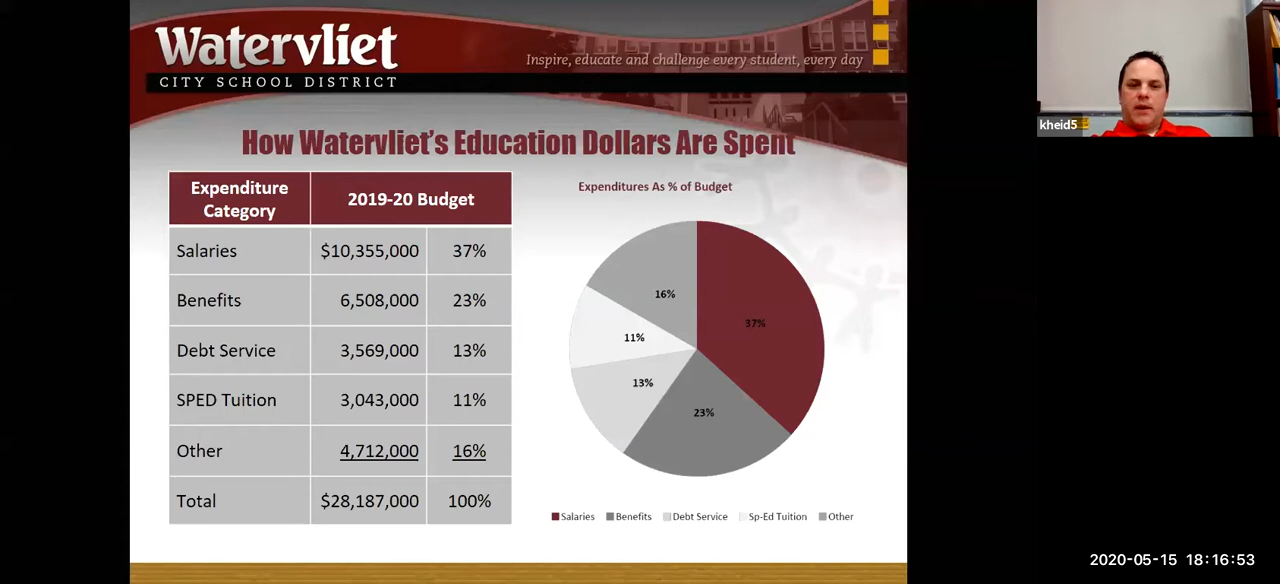 Watervliet
CITY SCHOOL DISTRICT
Inspire, educate and challenge every student, every day
kheid5
How Watervliet's Education Dollars Are Spent
Expenditure Category 2019-20 Budget
Salaries $10,355,000 37%
Benefits 6,508,000 23%
Debt Service 3,569,000 13%
SPED Tuition 3,043,000 11%
Other 4,712,000 16%
Total $28,187,000 100%
Expenditures As % of Budget
16%
37%
11%
13%
23%
Salaries Benefits Debt Service Sp-Ed Tuition Other
2020-05-15 18:16:53